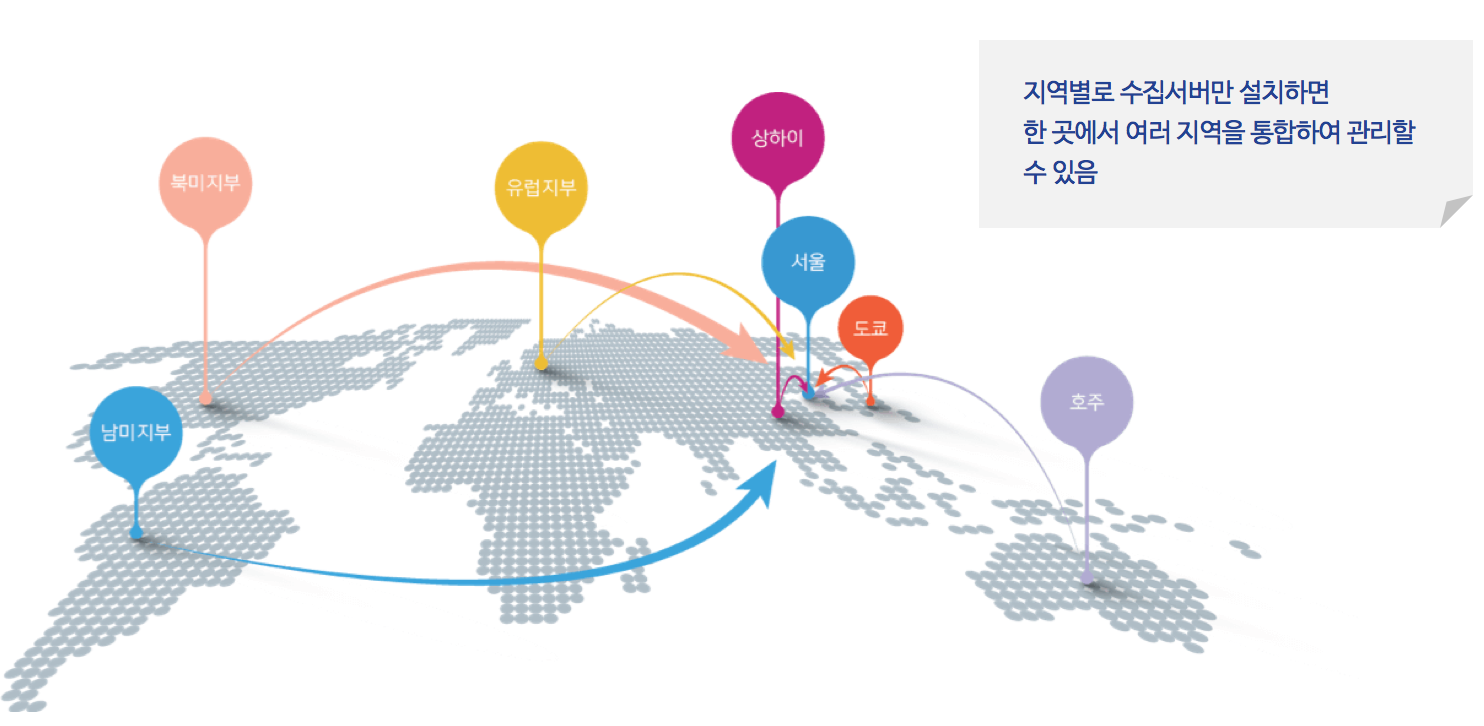 지역별로 수집서버만 설치하면
한 곳에서 여러 지역을 통합하여 관리할
수 있음
상하이
북미지부
유럽지부
서울
도쿄
호주
남미지부